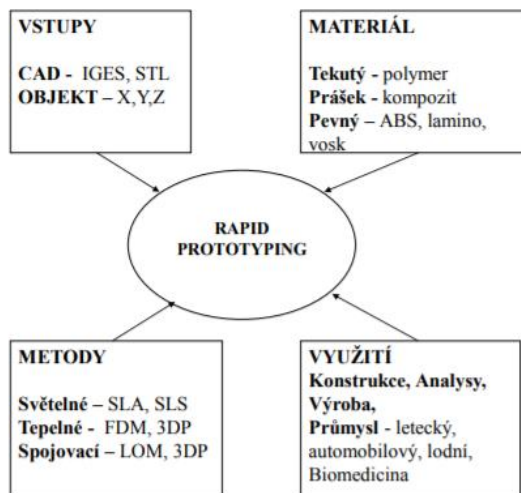 VSTUPY
CAD - IGES, STL
OBJEKT – X,Y,Z
MATERIÁL
Tekutý - polymer
Prášek - kompozit
Pevný – ABS, lamino,
vosk
RAPID
PROTOTYPING
METODY
Světelné – SLA, SLS
Tepelné - FDM, 3DP
Spojovací – LOM, 3DP
VYUŽITÍ
Konstrukce, Analysy,
Výroba,
Průmysl - letecký,
automobilový, lodní,
Biomedicina